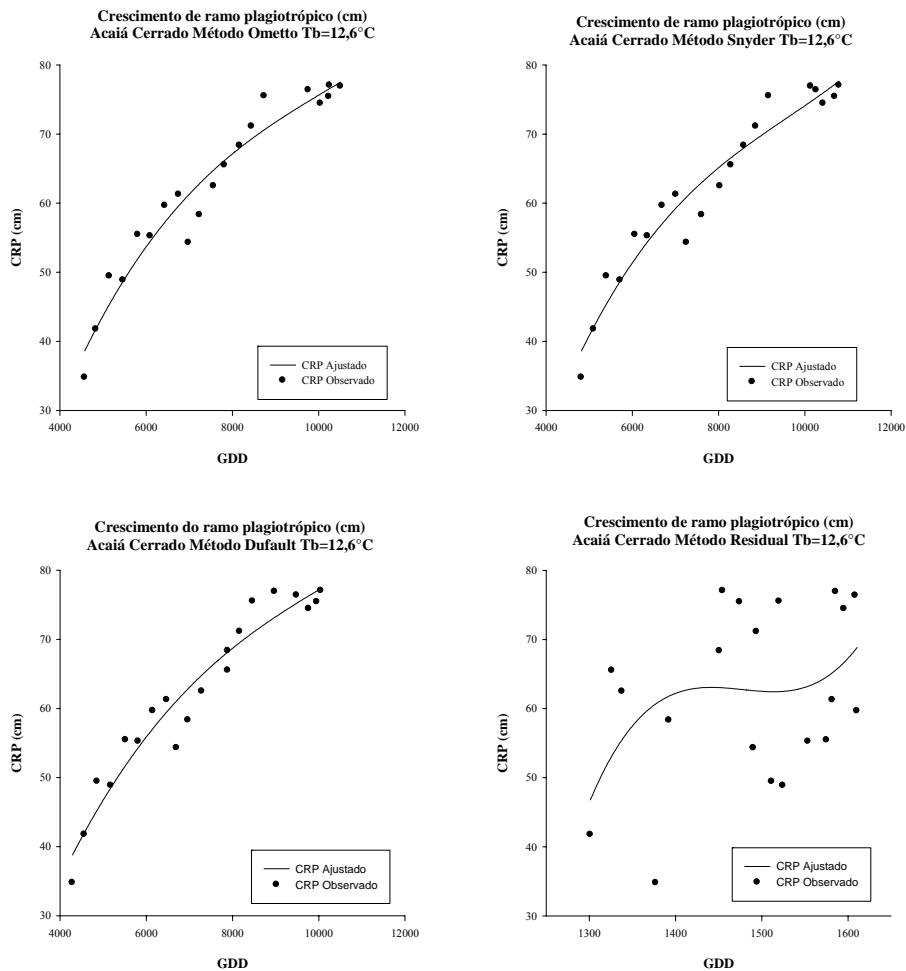 Crescimento de ramo plagiotrópico (cm)
Acaiá Cerrado Método Ometto Tb=12,6°C
80
70
60
50
40
30
CRP (cm)
4000 6000 8000 10000 12000
GDD
CRP Ajustado
CRP Observado
Crescimento de ramo plagiotrópico (cm)
Acaiá Cerrado Método Snyder Tb=12,6°C
80
70
60
50
40
30
CRP (cm)
4000 6000 8000 10000 12000
GDD
CRP Ajustado
CRP Observado
Crescimento do ramo plagiotrópico (cm)
Acaiá Cerrado Método Dufault Tb=12,6°C
80
70
60
50
40
30
CRP (cm)
4000 6000 8000 10000 12000
GDD
CRP Ajustado
CRP Observado
Crescimento de ramo plagiotrópico (cm)
Acaiá Cerrado Método Residual Tb=12,6°C
80
70
60
50
40
30
CRP (cm)
1300 1400 1500 1600
GDD
CRP Ajustado
CRP Observado